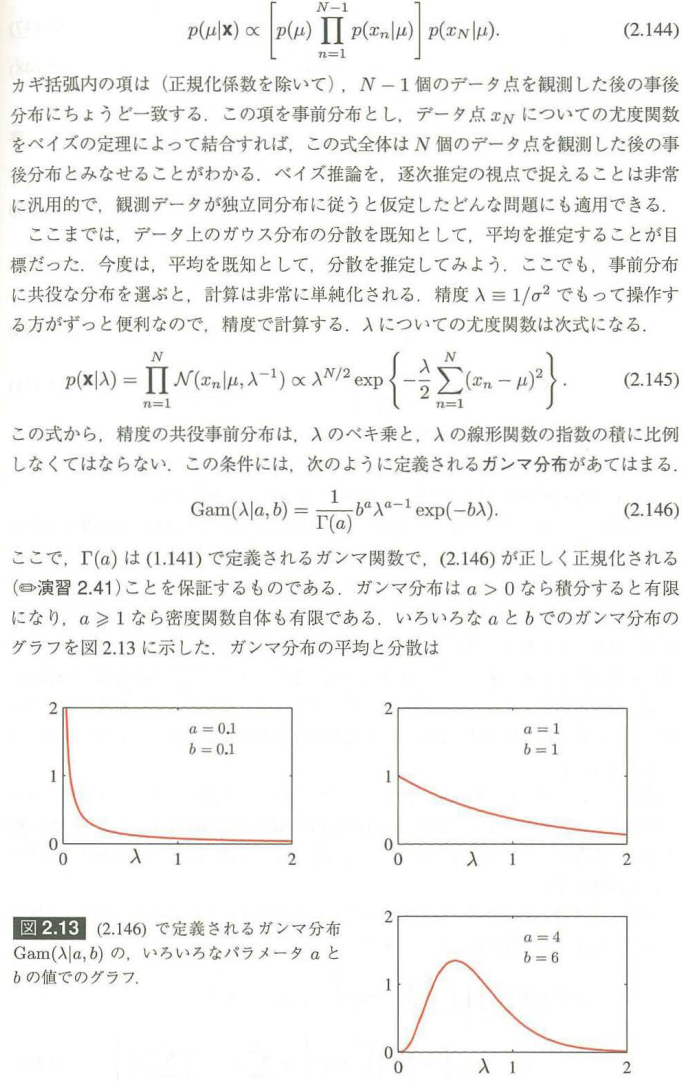 p(μ|𝐱) ∝ [p(μ) ∏_{n=1}^{N−1} p(x_n|μ)] p(x_N|μ). (2.144)
カギ括弧内の項は（正規化係数を除いて），N − 1 個のデータ点を観測した後の事後
分布にちょうど一致する．この項を事前分布とし，データ点 x_N についての尤度関数
をベイズの定理によって結合すれば，この式全体は N 個のデータ点を観測した後の事
後分布とみなせることがわかる．ベイズ推論を，逐次推定の視点で捉えることは非常
に汎用的で，観測データが独立同分布に従うと仮定したどんな問題にも適用できる．
ここまでは，データ上のガウス分布の分散を既知として，平均を推定することが目
標だった．今度は，平均を既知として，分散を推定してみよう．ここでも，事前分布
に共役な分布を選ぶと，計算は非常に単純化される．精度 λ ≡ 1/σ² でもって操作す
る方がずっと便利なので，精度で計算する．λ についての尤度関数は次式になる．
p(𝐱|λ) = ∏_{n=1}^{N} 𝒩(x_n|μ, λ^{−1}) ∝ λ^{N/2} exp{−λ/2 ∑_{n=1}^{N} (x_n − μ)²}. (2.145)
この式から，精度の共役事前分布は，λ のベキ乗と，λ の線形関数の指数の積に比例
しなくてはならない．この条件には，次のように定義されるガンマ分布があてはまる．
Gam(λ|a, b) = 1/Γ(a) b^a λ^{a−1} exp(−bλ). (2.146)
ここで，Γ(a) は (1.141) で定義されるガンマ関数で，(2.146) が正しく正規化される
(✏演習 2.41）ことを保証するものである．ガンマ分布は a > 0 なら積分すると有限
になり，a ⩾ 1 なら密度関数自体も有限である．いろいろな a と b でのガンマ分布の
グラフを図 2.13 に示した．ガンマ分布の平均と分散は
2
a = 0.1
b = 0.1
1
0
0 λ 1 2
2
a = 1
b = 1
1
0
0 λ 1 2
図 2.13 (2.146) で定義されるガンマ分布
Gam(λ|a, b) の，いろいろなパラメータ a と
b の値でのグラフ．
2
a = 4
b = 6
1
0
0 λ 1 2